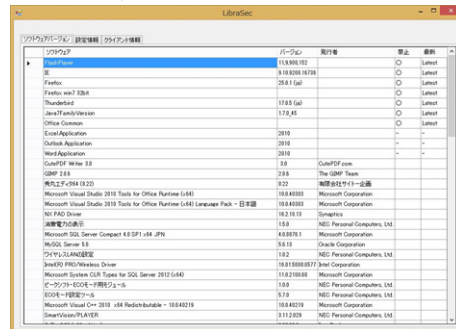 LibraSec
ソフトウェアバージョン 設定情報 クライアント情報
ソフトウェア バージョン 発行者 禁止 最新
FlashPlayer 11,9,900,152 ○ Latest
IE 9.10.9200.16736 ○ Latest
Firefox 25.0.1 (ja) ○ Latest
Firefox win7 32bit ○ Latest
Thunderbird 17.0.5 (ja) ○ Latest
Java7FamilyVersion 1.7.0_45 ○ Latest
Office Common ○ Latest
Excel Application 2010 - -
Outlook Application 2010 - -
Word Application 2010 - -
CutePDF Writer 3.0 3.0 CutePDF.com
GIMP 2.8.6 2.8.6 The GIMP Team
秀丸エディタ64 (8.22) 8.22 有限会社サイトー企画
Microsoft Visual Studio 2010 Tools for Office Runtime (x64) 10.0.40303 Microsoft Corporation
Microsoft Visual Studio 2010 Tools for Office Runtime (x64) Language Pack - 日本語 10.0.40303 Microsoft Corporation
NX PAD Driver 16.2.10.13 Synaptics
消費電力の表示 1.5.0 NEC Personal Computers, Ltd.
Microsoft SQL Server Compact 4.0 SP1 x64 JPN 4.0.8876.1 Microsoft Corporation
MySQL Server 5.6 5.6.13 Oracle Corporation
ワイヤレスLAN設定 1.0.2 NEC Personal Computers, Ltd.
Intel(R) PRO/Wireless Driver 16.01.5000.0577 Intel Corporation
Microsoft System CLR Types for SQL Server 2012 (x64) 11.0.2100.60 Microsoft Corporation
ピークシフト・ECOモード用モジュール 1.0.0 NEC Personal Computers, Ltd.
ECOモード設定ツール 5.7.0 NEC Personal Computers, Ltd.
Microsoft Visual C++ 2010 x64 Redistributable - 10.0.40219 10.0.40219 Microsoft Corporation
SmartVision/PLAYER 3.1.1.2029 NEC Personal Computers, Ltd.